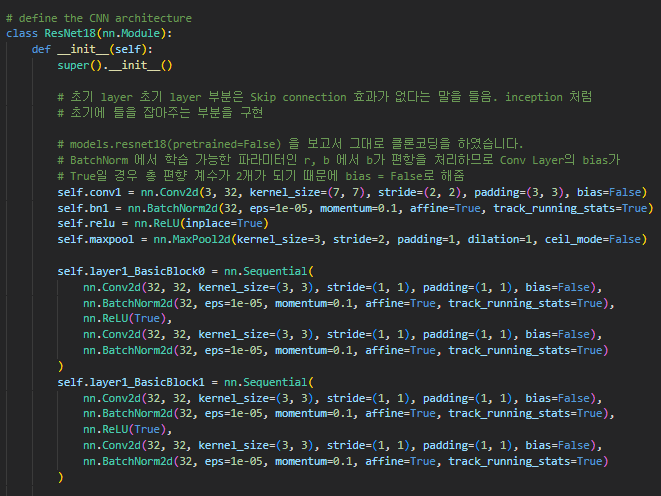 # define the CNN architecture
class ResNet18(nn.Module):
    def __init__(self):
        super().__init__()

        # 초기 layer 초기 layer 부분은 Skip connection 효과가 없다는 말을 들음. inception 처럼
        # 초기에 틀을 잡아주는 부분을 구현

        # models.resnet18(pretrained=False) 을 보고서 그대로 클론코딩을 하였습니다.
        # BatchNorm 에서 학습 가능한 파라미터인 r, b 에서 b가 편향을 처리하므로 Conv Layer의 bias가
        # True일 경우 총 편향 계수가 2개가 되기 때문에 bias = False로 해줌
        self.conv1 = nn.Conv2d(3, 32, kernel_size=(7, 7), stride=(2, 2), padding=(3, 3), bias=False)
        self.bn1 = nn.BatchNorm2d(32, eps=1e-05, momentum=0.1, affine=True, track_running_stats=True)
        self.relu = nn.ReLU(inplace=True)
        self.maxpool = nn.MaxPool2d(kernel_size=3, stride=2, padding=1, dilation=1, ceil_mode=False)

        self.layer1_BasicBlock0 = nn.Sequential(
            nn.Conv2d(32, 32, kernel_size=(3, 3), stride=(1, 1), padding=(1, 1), bias=False),
            nn.BatchNorm2d(32, eps=1e-05, momentum=0.1, affine=True, track_running_stats=True),
            nn.ReLU(True),
            nn.Conv2d(32, 32, kernel_size=(3, 3), stride=(1, 1), padding=(1, 1), bias=False),
            nn.BatchNorm2d(32, eps=1e-05, momentum=0.1, affine=True, track_running_stats=True)
        )
        self.layer1_BasicBlock1 = nn.Sequential(
            nn.Conv2d(32, 32, kernel_size=(3, 3), stride=(1, 1), padding=(1, 1), bias=False),
            nn.BatchNorm2d(32, eps=1e-05, momentum=0.1, affine=True, track_running_stats=True),
            nn.ReLU(True),
            nn.Conv2d(32, 32, kernel_size=(3, 3), stride=(1, 1), padding=(1, 1), bias=False),
            nn.BatchNorm2d(32, eps=1e-05, momentum=0.1, affine=True, track_running_stats=True)
        )